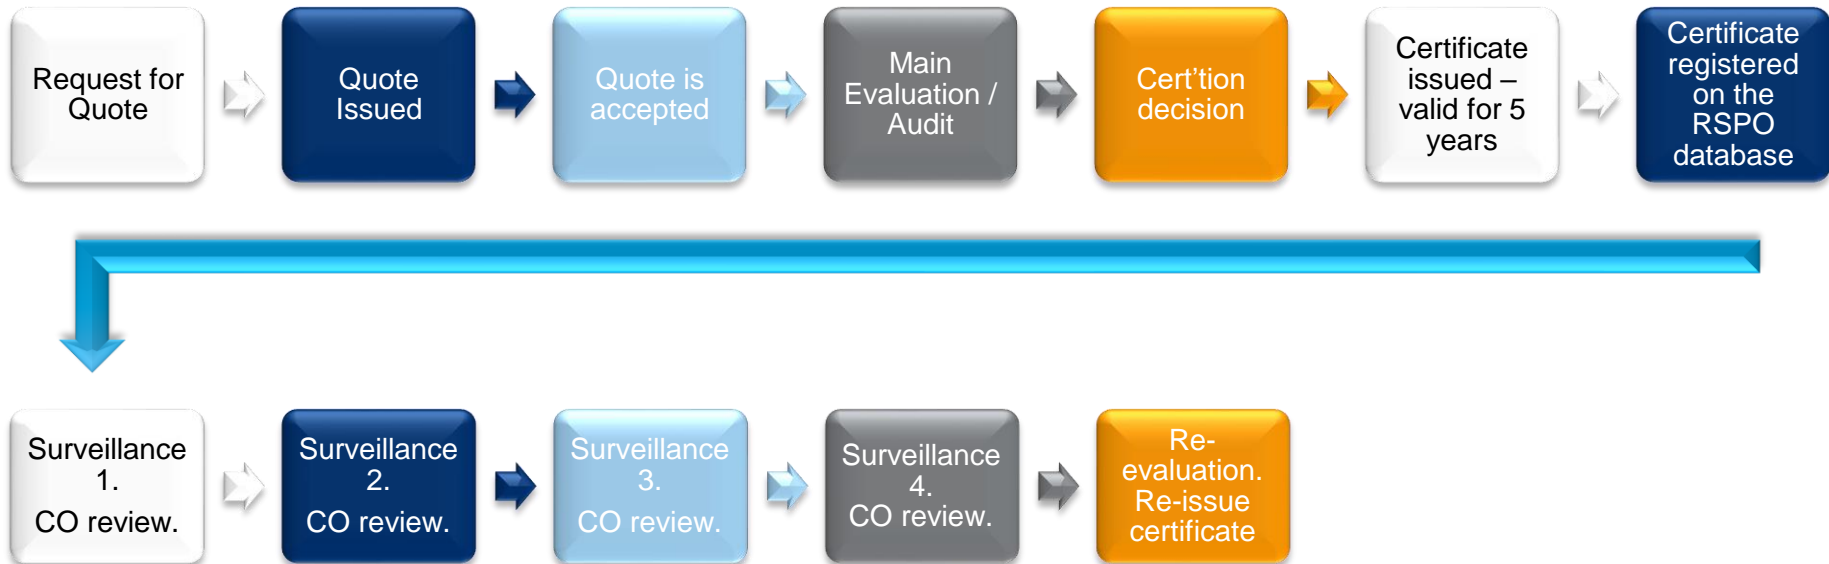 Request for
Quote
Quote
Issued
Quote is
accepted
Main
Evaluation /
Audit
Cert’tion
decision
Certificate
issued –
valid for 5
years
Certificate
registered
on the
RSPO
database
Surveillance
1.
CO review.
Surveillance
2.
CO review.
Surveillance
3.
CO review.
Surveillance
4.
CO review.
Re-
evaluation.
Re-issue
certificate